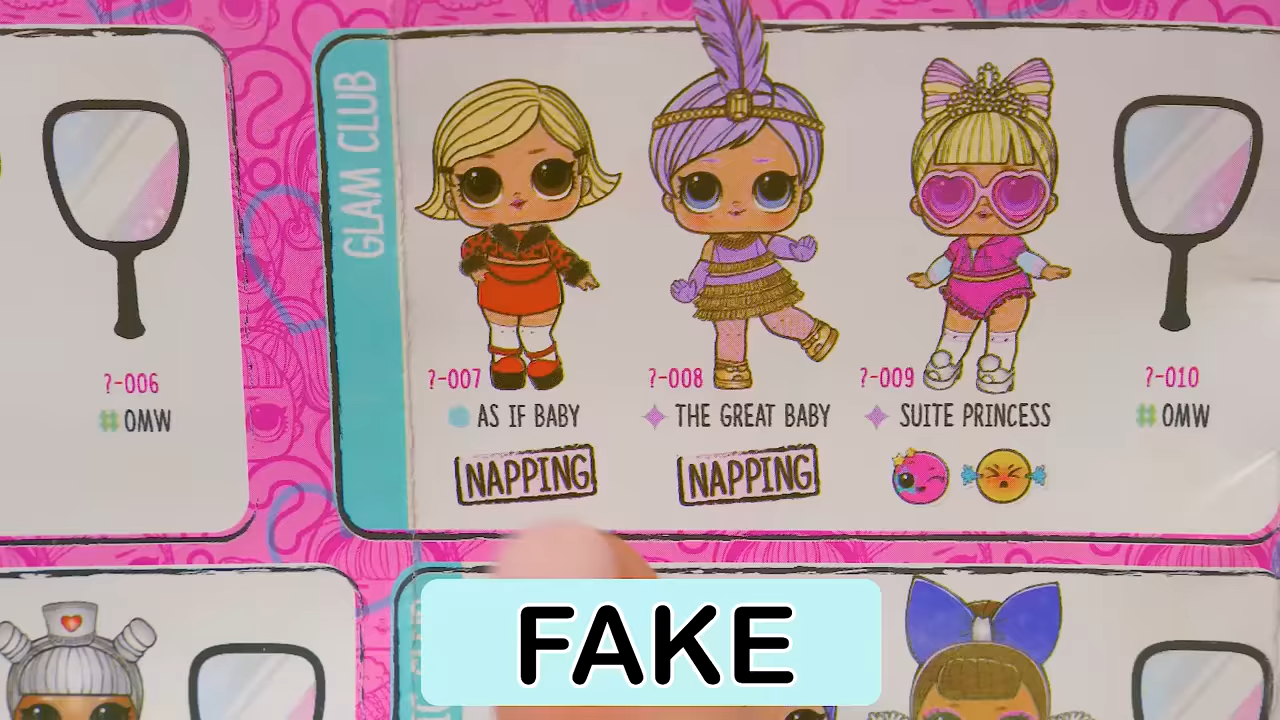 GLAM CLUB
?-006
# OMW
?-007
AS IF BABY
NAPPING
?-008
THE GREAT BABY
NAPPING
?-009
SUITE PRINCESS
?-010
# OMW
FAKE